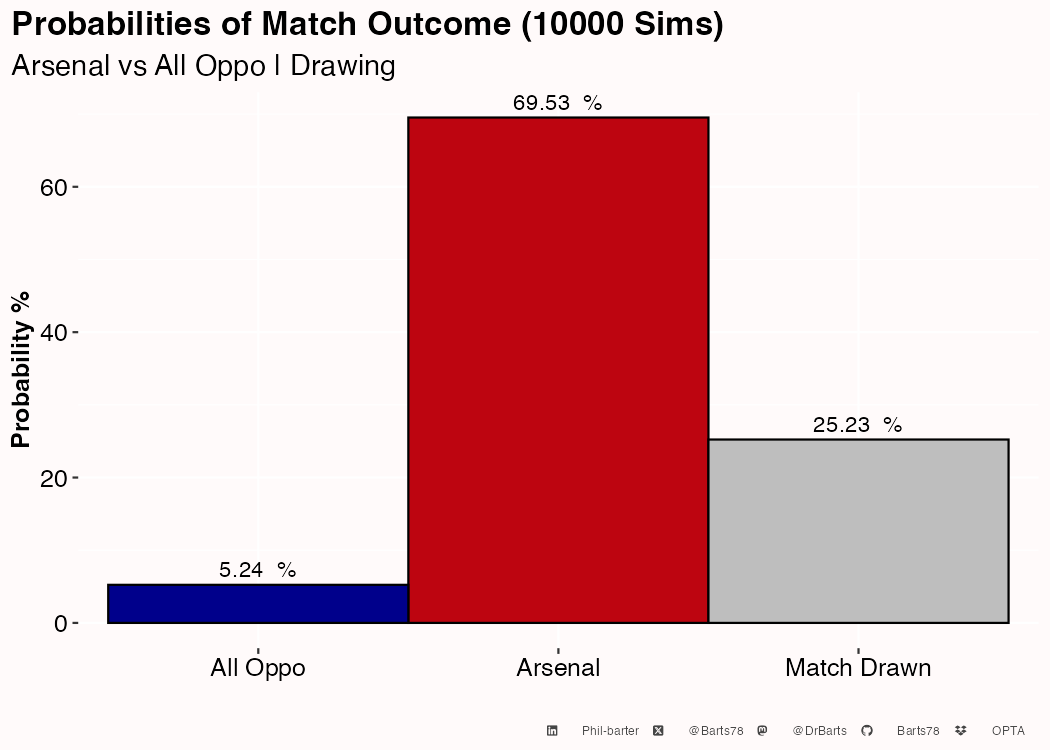 Probabilities of Match Outcome (10000 Sims)
Arsenal vs All Oppo | Drawing
69.53 %
60
Probability %
40
25.23 %
20
5.24 %
0
All Oppo Arsenal Match Drawn
Phil-barter @Barts78 @DrBarts Barts78 OPTA